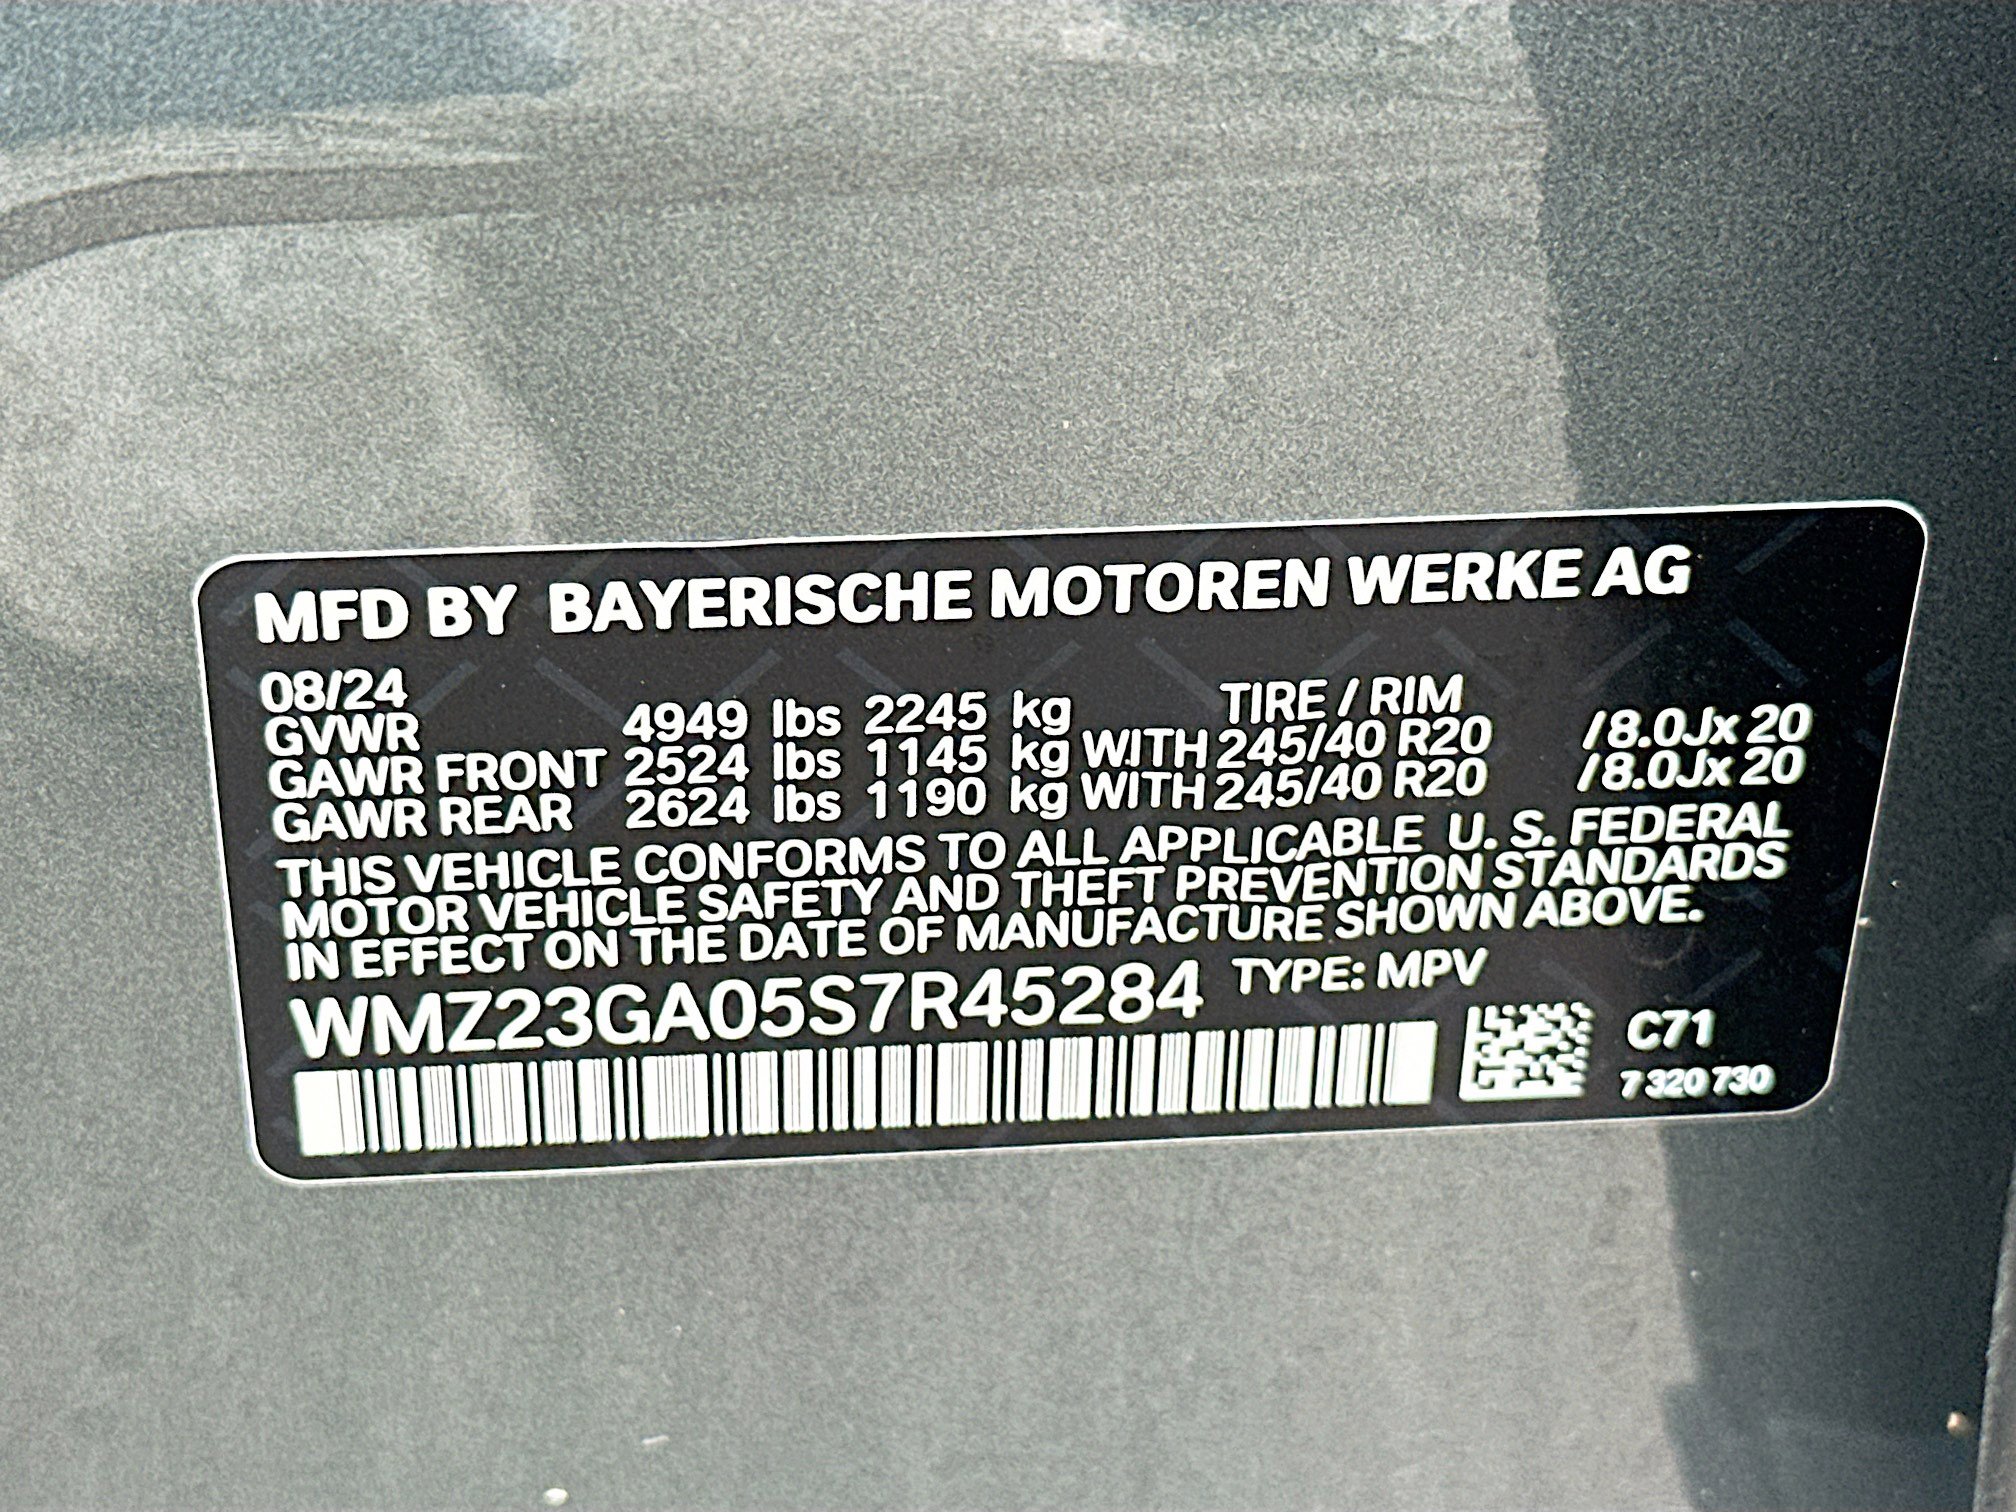 MFD BY BAYERISCHE MOTOREN WERKE AG
08/24 TIRE / RIM
GVWR 4949 lbs 2245 kg
GAWR FRONT 2524 lbs 1145 kg WITH 245/40 R20 /8.0Jx 20
GAWR REAR 2624 lbs 1190 kg WITH 245/40 R20 /8.0Jx 20
THIS VEHICLE CONFORMS TO ALL APPLICABLE U. S. FEDERAL
MOTOR VEHICLE SAFETY AND THEFT PREVENTION STANDARDS
IN EFFECT ON THE DATE OF MANUFACTURE SHOWN ABOVE.
WMZ23GA05S7R45284 TYPE: MPV
C71
7 320 730